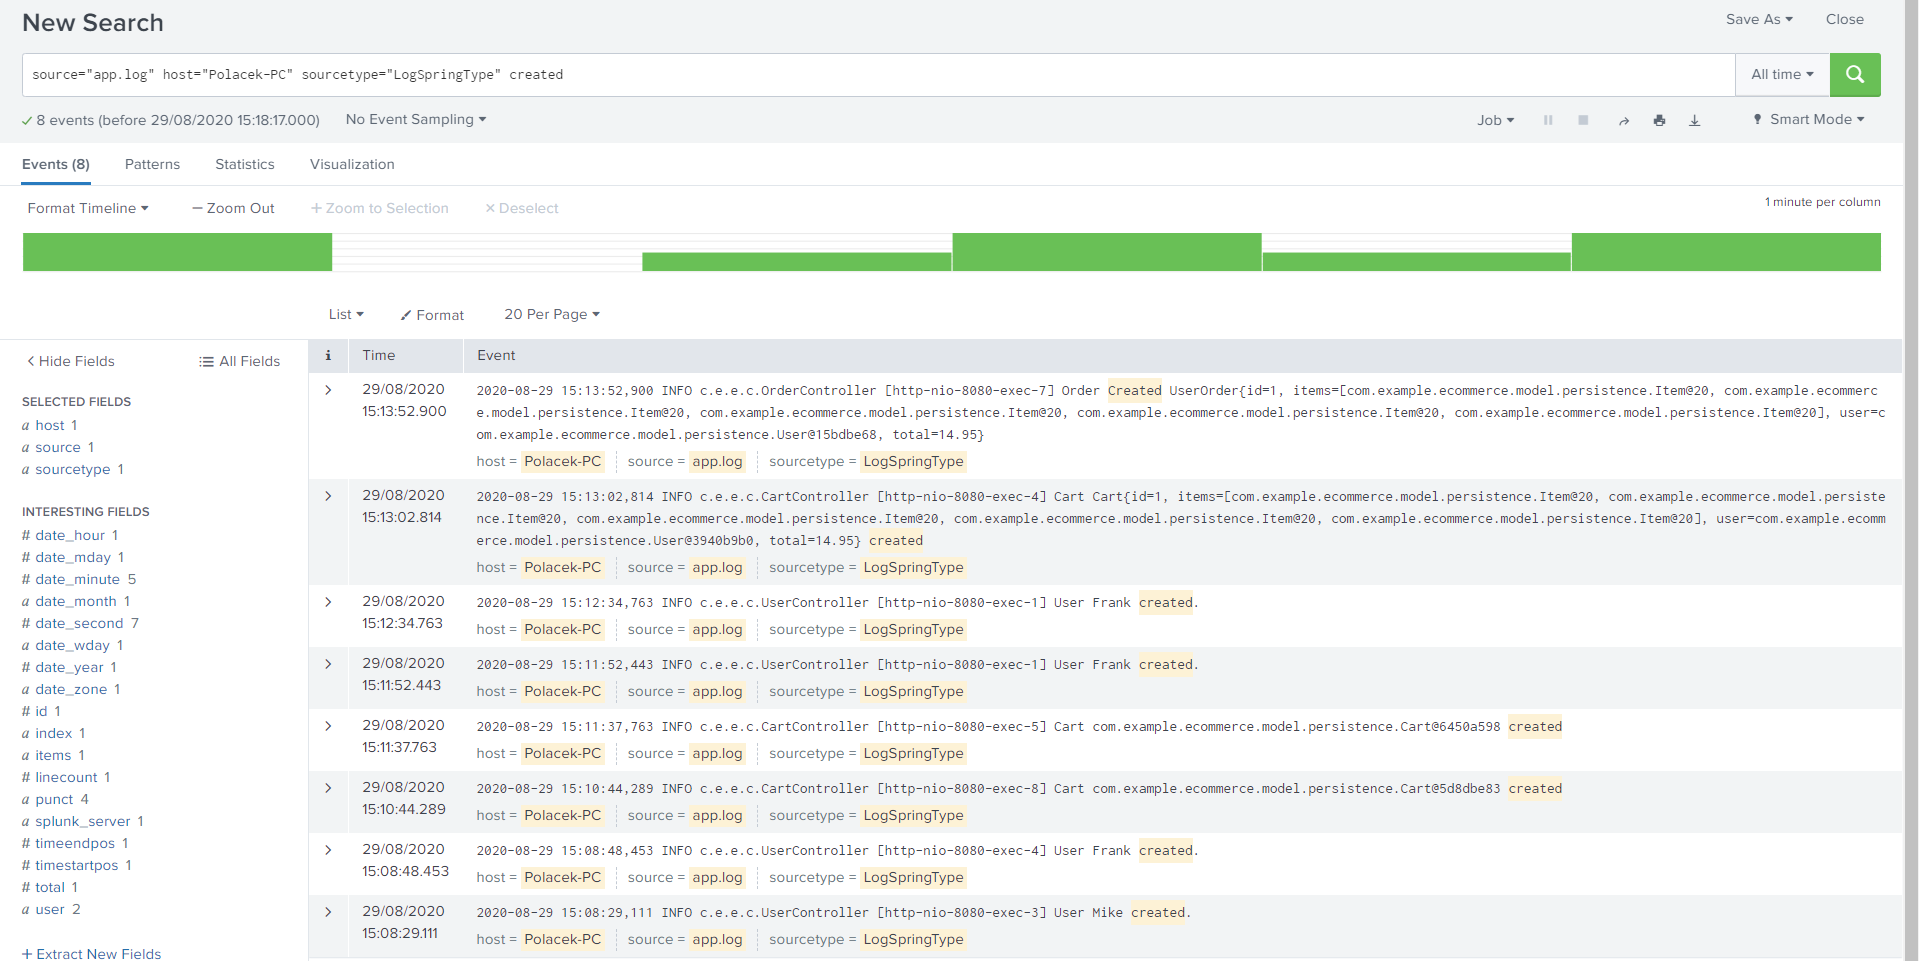 New Search
Save As
Close
source="app.log" host="Polacek-PC" sourcetype="LogSpringType" created
All time
8 events (before 29/08/2020 15:18:17.000)
No Event Sampling
Job
Smart Mode
Events (8)
Patterns
Statistics
Visualization
Format Timeline
— Zoom Out
+ Zoom to Selection
× Deselect
1 minute per column
List
Format
20 Per Page
< Hide Fields
All Fields
SELECTED FIELDS
a host 1
a source 1
a sourcetype 1
INTERESTING FIELDS
# date_hour 1
# date_mday 1
# date_minute 5
a date_month 1
# date_second 7
a date_wday 1
# date_year 1
a date_zone 1
# id 1
a index 1
a items 1
# linecount 1
a punct 4
a splunk_server 1
# timeendpos 1
# timestartpos 1
# total 1
a user 2
+ Extract New Fields
i
Time
Event
29/08/2020
15:13:52.900
2020-08-29 15:13:52,900 INFO c.e.e.c.OrderController [http-nio-8080-exec-7] Order Created UserOrder{id=1, items=[com.example.ecommerce.model.persistence.Item@20, com.example.ecommerc
e.model.persistence.Item@20, com.example.ecommerce.model.persistence.Item@20, com.example.ecommerce.model.persistence.Item@20, com.example.ecommerce.model.persistence.Item@20], user=c
om.example.ecommerce.model.persistence.User@15bdbe68, total=14.95}
host = Polacek-PC source = app.log sourcetype = LogSpringType
29/08/2020
15:13:02.814
2020-08-29 15:13:02,814 INFO c.e.e.c.CartController [http-nio-8080-exec-4] Cart Cart{id=1, items=[com.example.ecommerce.model.persistence.Item@20, com.example.ecommerce.model.persiste
nce.Item@20, com.example.ecommerce.model.persistence.Item@20, com.example.ecommerce.model.persistence.Item@20, com.example.ecommerce.model.persistence.Item@20], user=com.example.ecomm
erce.model.persistence.User@3940b9b0, total=14.95} created
host = Polacek-PC source = app.log sourcetype = LogSpringType
29/08/2020
15:12:34.763
2020-08-29 15:12:34,763 INFO c.e.e.c.UserController [http-nio-8080-exec-1] User Frank created.
host = Polacek-PC source = app.log sourcetype = LogSpringType
29/08/2020
15:11:52.443
2020-08-29 15:11:52,443 INFO c.e.e.c.UserController [http-nio-8080-exec-1] User Frank created.
host = Polacek-PC source = app.log sourcetype = LogSpringType
29/08/2020
15:11:37.763
2020-08-29 15:11:37,763 INFO c.e.e.c.CartController [http-nio-8080-exec-5] Cart com.example.ecommerce.model.persistence.Cart@6450a598 created
host = Polacek-PC source = app.log sourcetype = LogSpringType
29/08/2020
15:10:44.289
2020-08-29 15:10:44,289 INFO c.e.e.c.CartController [http-nio-8080-exec-8] Cart com.example.ecommerce.model.persistence.Cart@5d8dbe83 created
host = Polacek-PC source = app.log sourcetype = LogSpringType
29/08/2020
15:08:48.453
2020-08-29 15:08:48,453 INFO c.e.e.c.UserController [http-nio-8080-exec-4] User Frank created.
host = Polacek-PC source = app.log sourcetype = LogSpringType
29/08/2020
15:08:29.111
2020-08-29 15:08:29,111 INFO c.e.e.c.UserController [http-nio-8080-exec-3] User Mike created.
host = Polacek-PC source = app.log sourcetype = LogSpringType